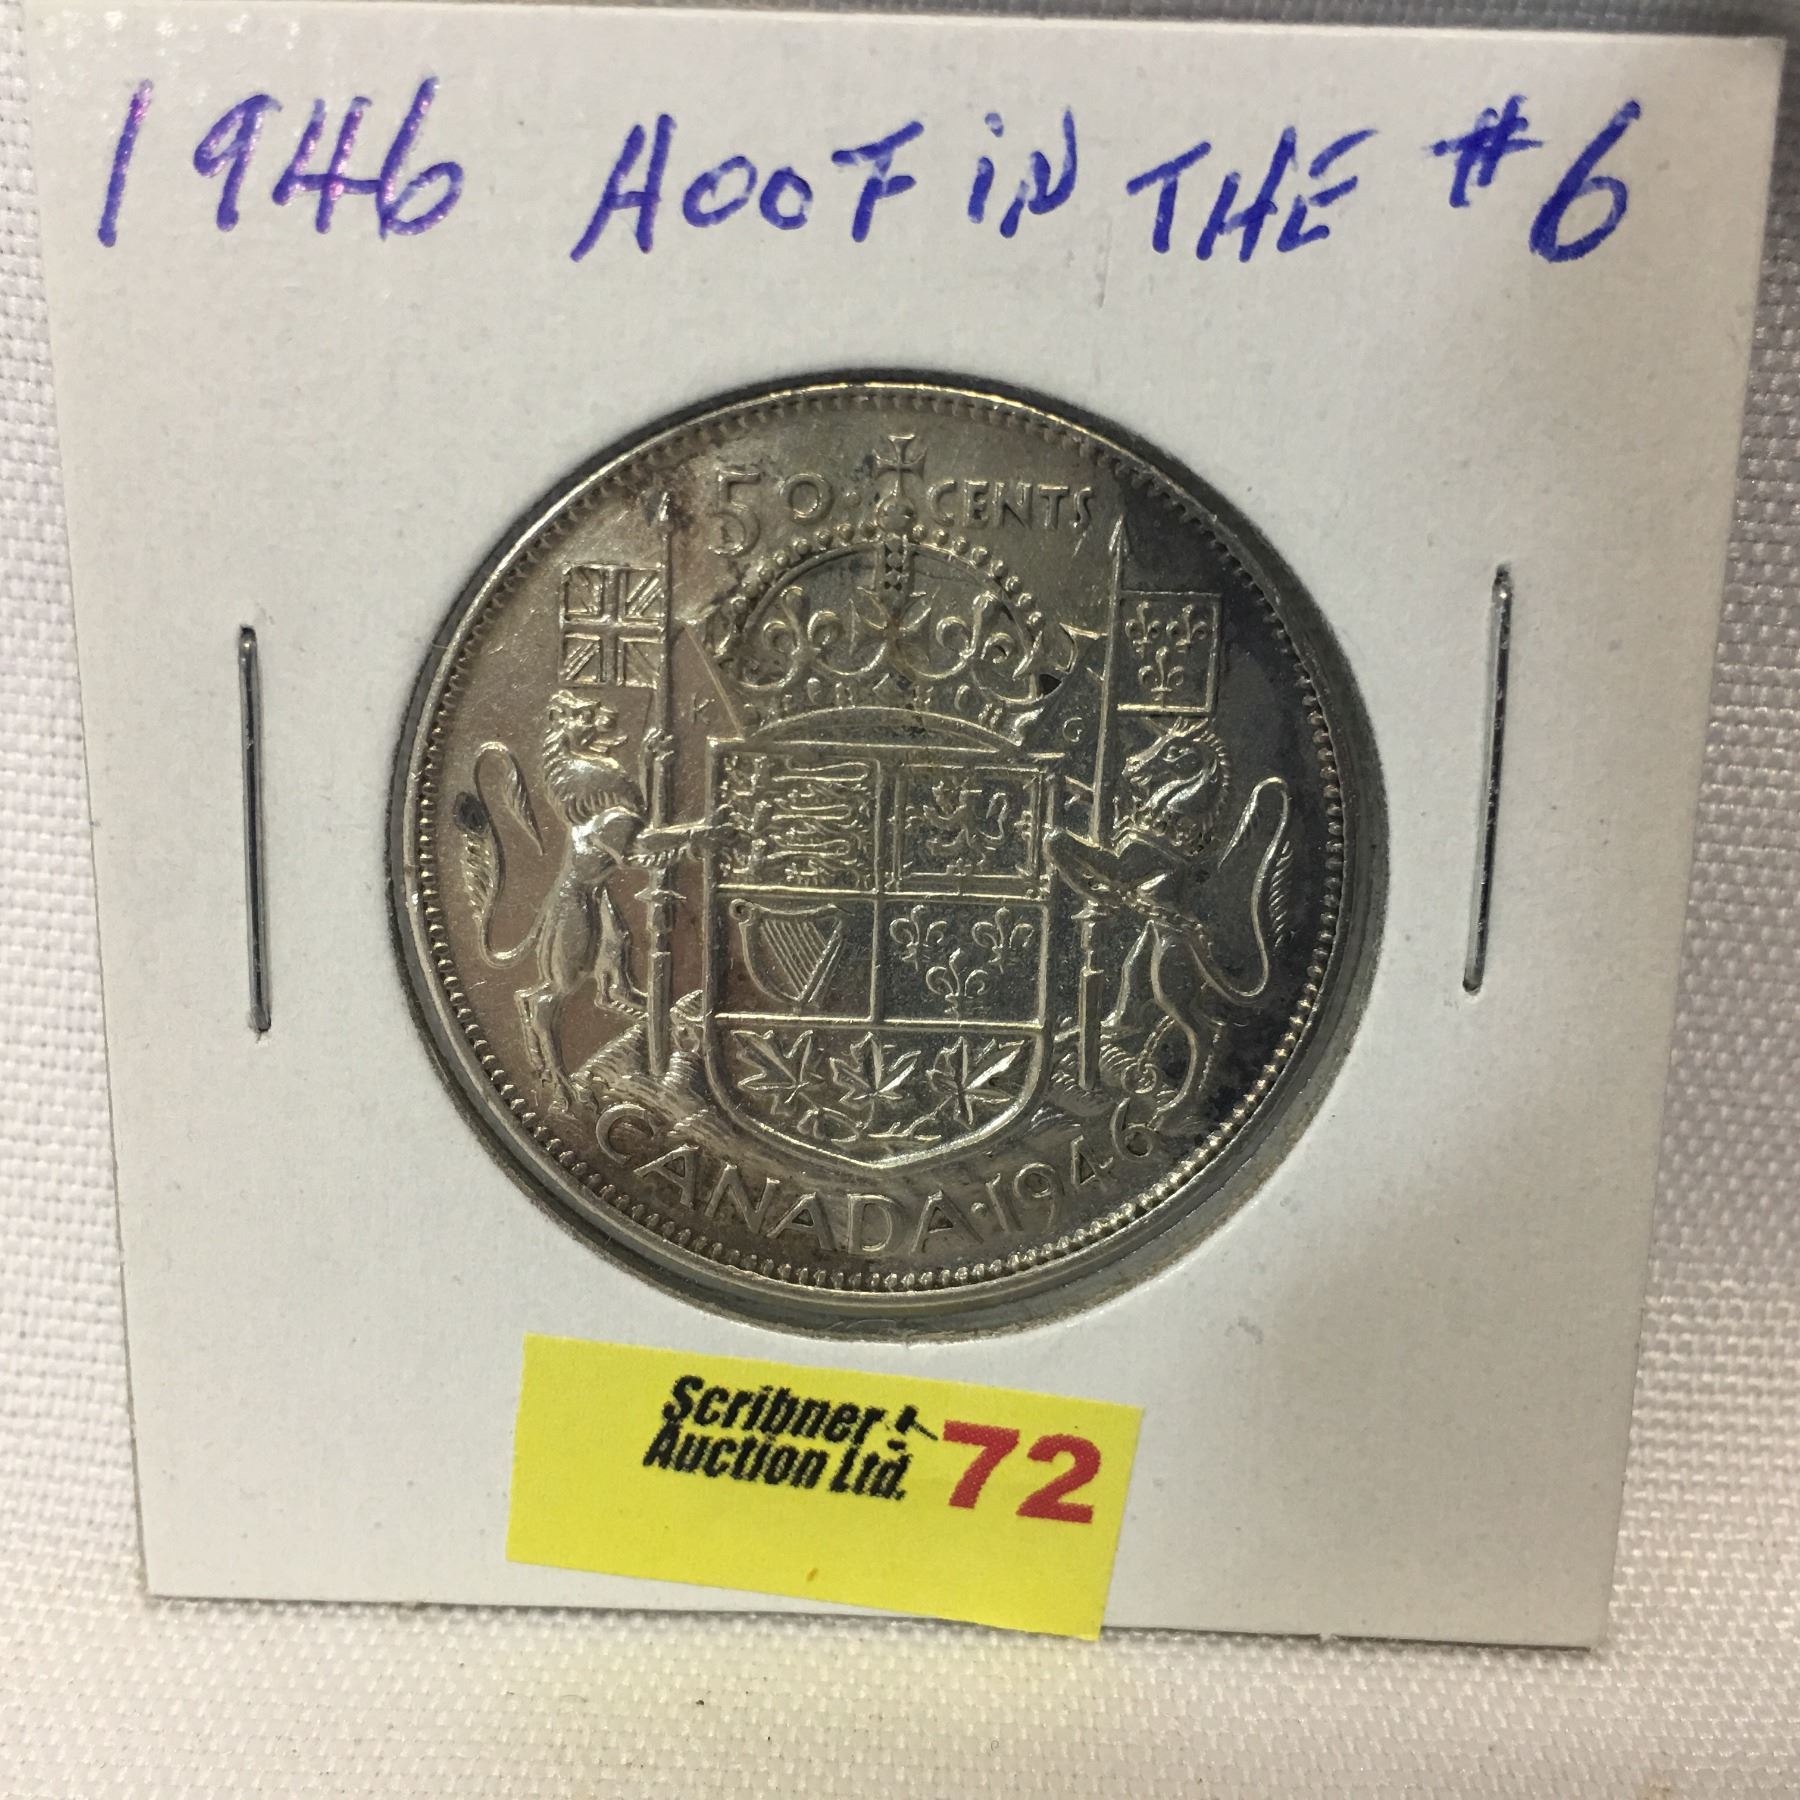 1946 HOOF IN THE #6
50 CENTS
K G
CANADA · 1946
Scribner
Auction Ltd. 72